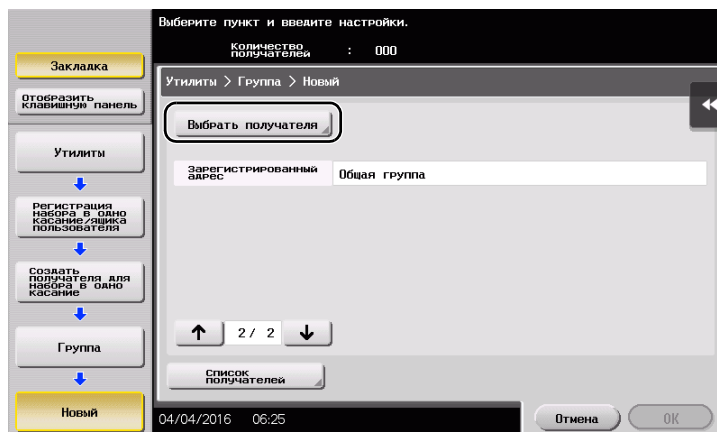 Выберите пункт и введите настройки.
Количество
получателей : 000
Закладка
Отобразить
клавишную панель
Утилиты
Регистрация
набора в одно
касание/ящика
пользователя
Создать
получателя для
набора в одно
касание
Группа
Новый
Утилиты > Группа > Новый
Выбрать получателя
Зарегистрированный
адрес
Общая группа
↑ 2/ 2 ↓
Список
получателей
04/04/2016 06:25
Отмена
OK